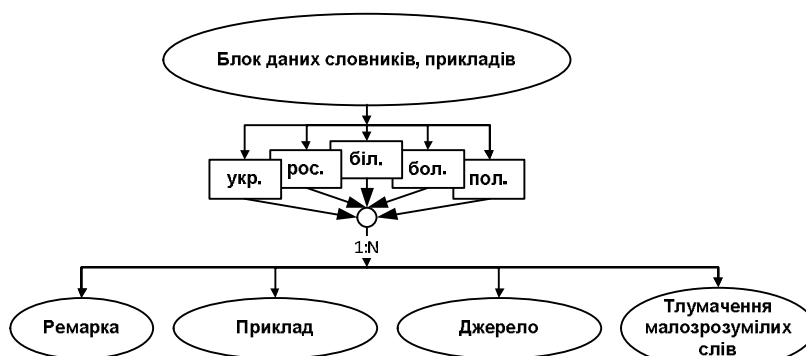 Блок даних словників, прикладів
укр.
рос.
біл.
бол.
пол.
1:N
Ремарка
Приклад
Джерело
Тлумачення
малозрозумілих
слів